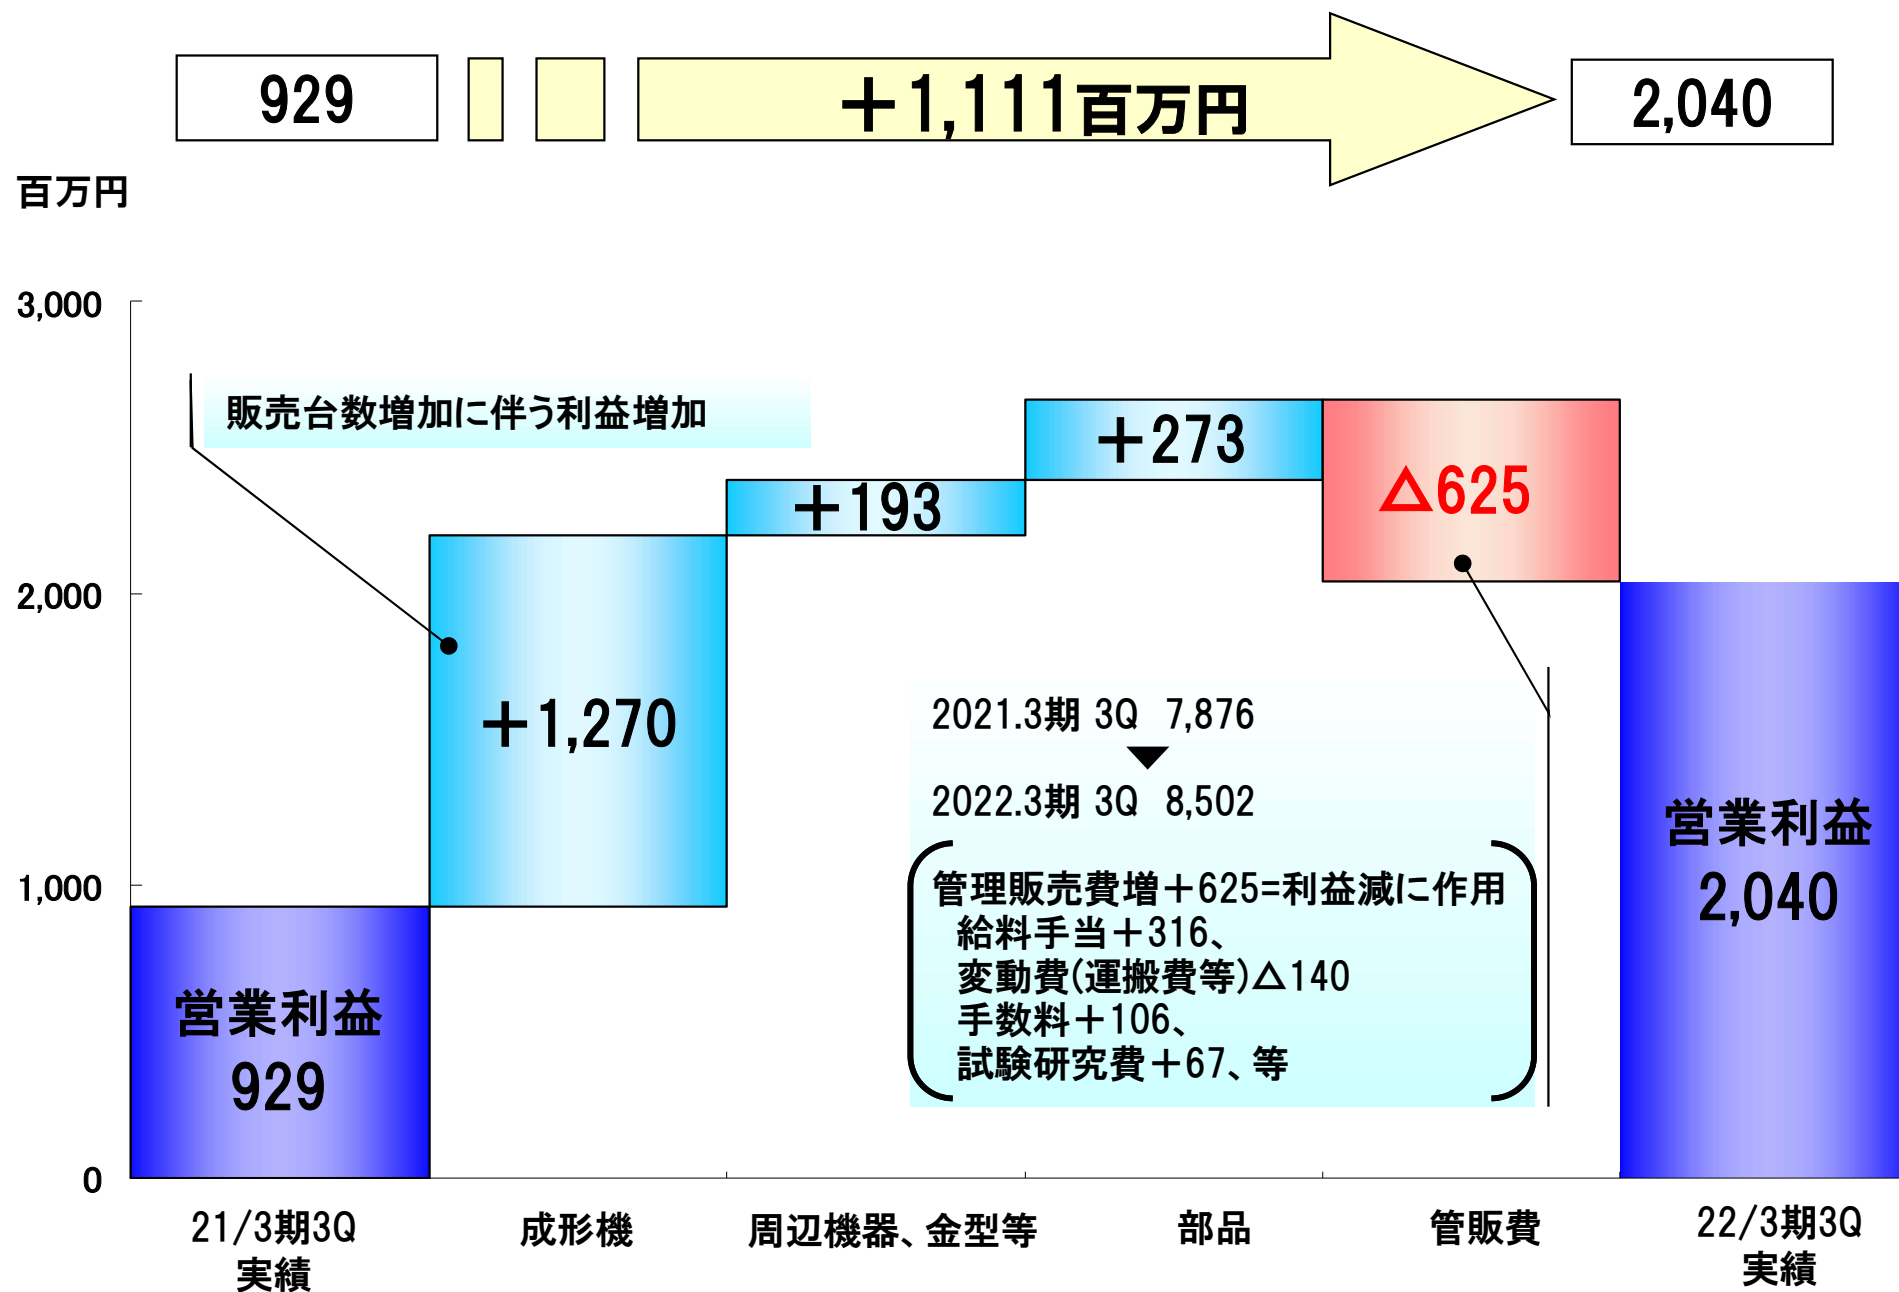 929
＋1,111百万円
2,040
百万円
3,000
2,000
1,000
0
販売台数増加に伴う利益増加
営業利益
929
＋1,270
＋193
＋273
△625
2021.3期 3Q 7,876
▼
2022.3期 3Q 8,502
管理販売費増＋625=利益減に作用
給料手当＋316、
変動費(運搬費等)△140
手数料＋106、
試験研究費＋67、等
営業利益
2,040
21/3期3Q
実績
成形機
周辺機器、金型等
部品
管販費
22/3期3Q
実績